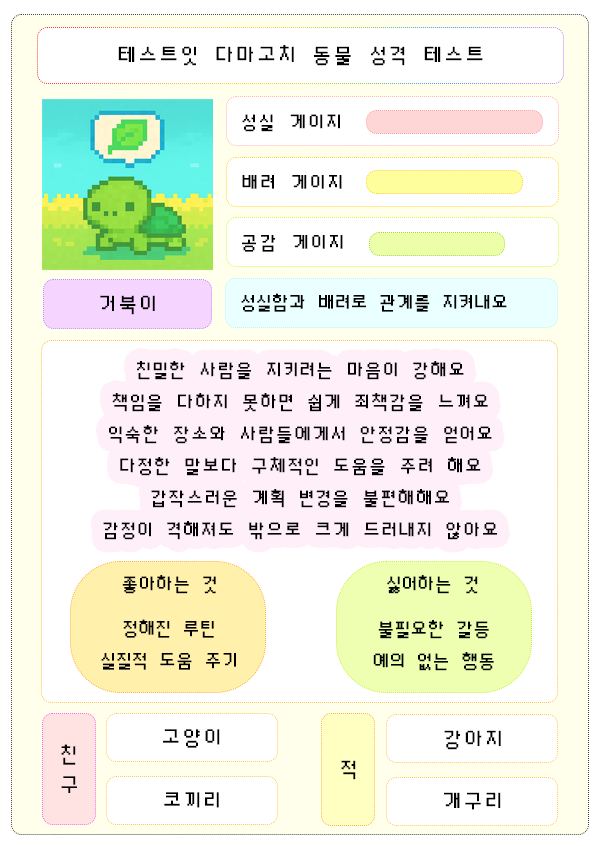 테스트잇 다마고치 동물 성격 테스트
성실 게이지
배려 게이지
공감 게이지
거북이
성실함과 배려로 관계를 지켜내요
친밀한 사람을 지키려는 마음이 강해요
책임을 다하지 못하면 쉽게 죄책감을 느껴요
익숙한 장소와 사람들에게서 안정감을 얻어요
다정한 말보다 구체적인 도움을 주려 해요
갑작스러운 계획 변경을 불편해해요
감정이 격해져도 밖으로 크게 드러내지 않아요
좋아하는 것
정해진 루틴
실질적 도움 주기
싫어하는 것
불필요한 갈등
예의 없는 행동
친구
고양이
코끼리
적
강아지
개구리